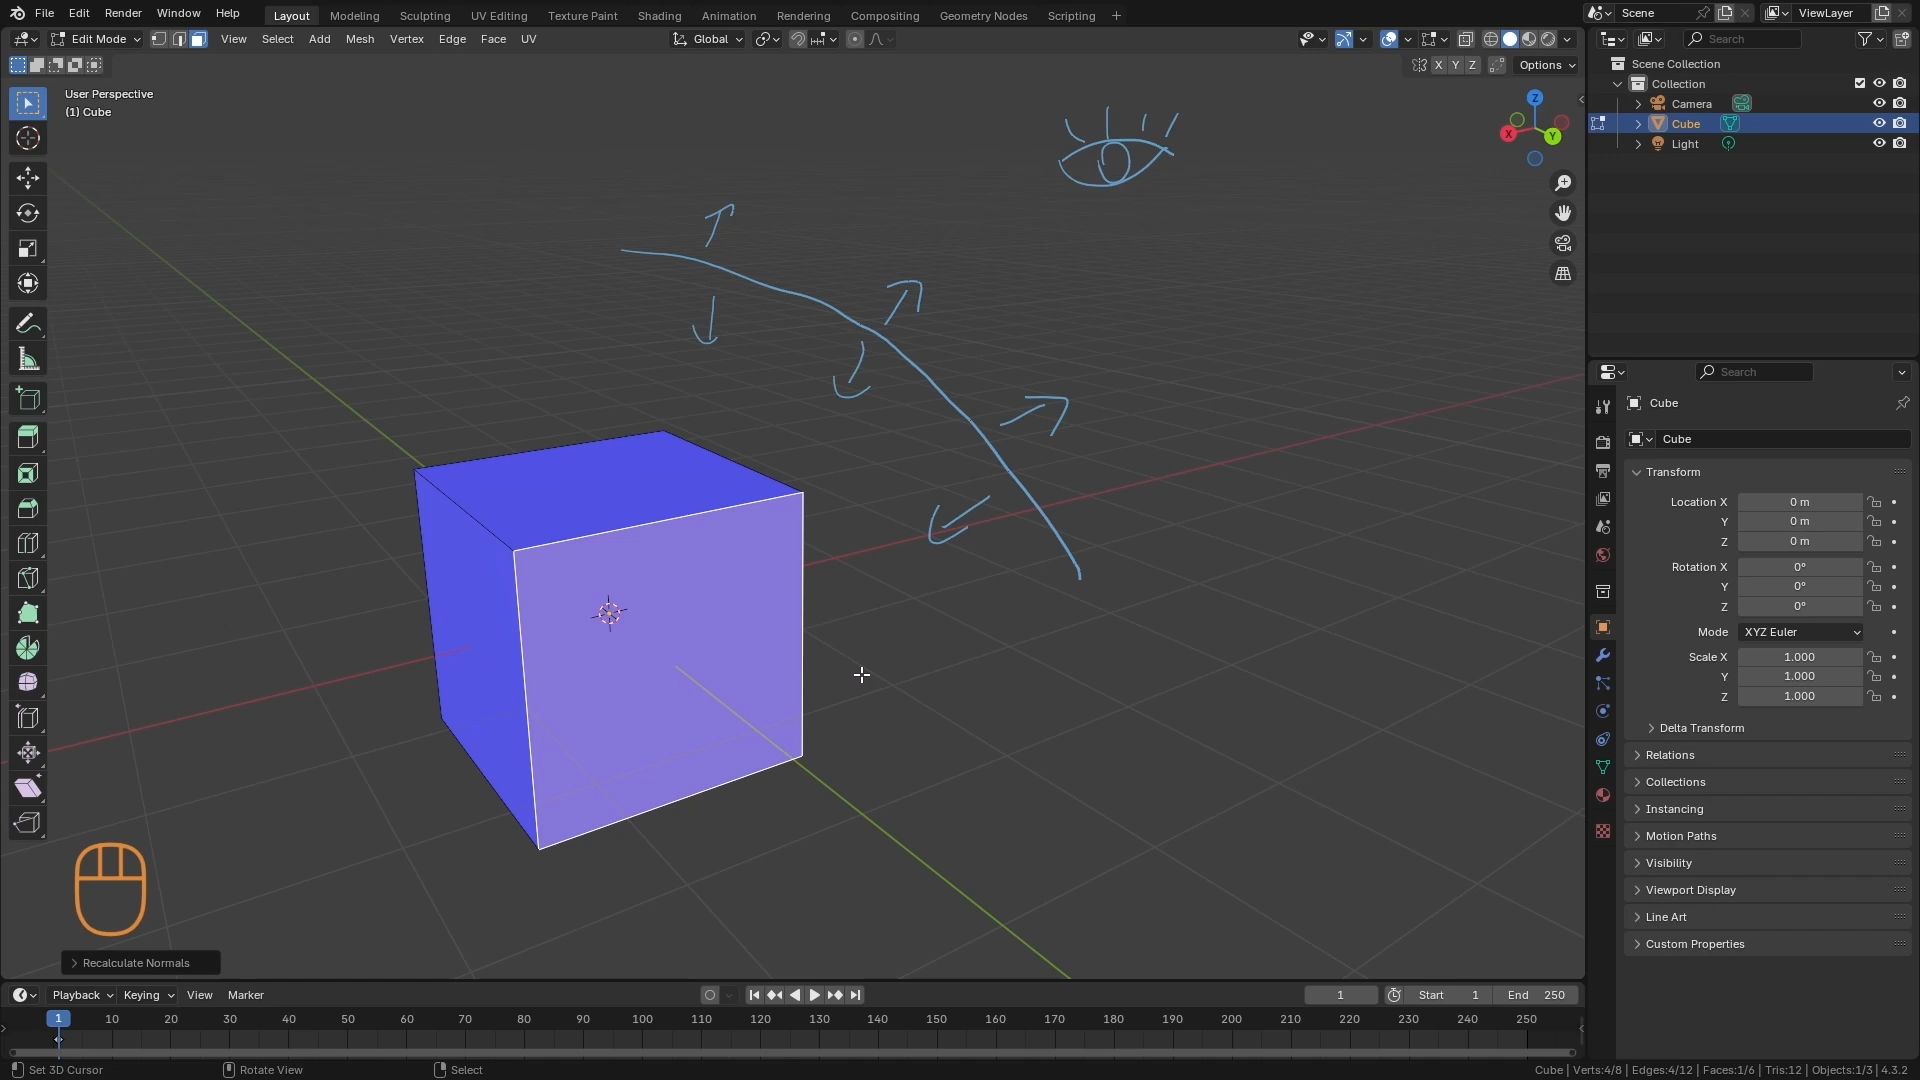 File Edit Render Window Help Layout Modeling Sculpting UV Editing Texture Paint Shading Animation Rendering Compositing Geometry Nodes Scripting + Scene ViewLayer
Edit Mode View Select Add Mesh Vertex Edge Face UV Global Search
X Y Z Options
Scene Collection
Collection
Camera
Cube
Light
User Perspective
(1) Cube
Z
X
Y
Search
Cube
Cube
Transform
Location X 0 m
Y 0 m
Z 0 m
Rotation X 0°
Y 0°
Z 0°
Mode XYZ Euler
Scale X 1.000
Y 1.000
Z 1.000
Delta Transform
Relations
Collections
Instancing
Motion Paths
Visibility
Viewport Display
Line Art
Custom Properties
Recalculate Normals
Playback Keying View Marker 1 Start 1 End 250
1 10 20 30 40 50 60 70 80 90 100 110 120 130 140 150 160 170 180 190 200 210 220 230 240 250
Set 3D Cursor Rotate View Select Cube | Verts:4/8 | Edges:4/12 | Faces:1/6 | Tris:12 | Objects:1/3 | 4.3.2